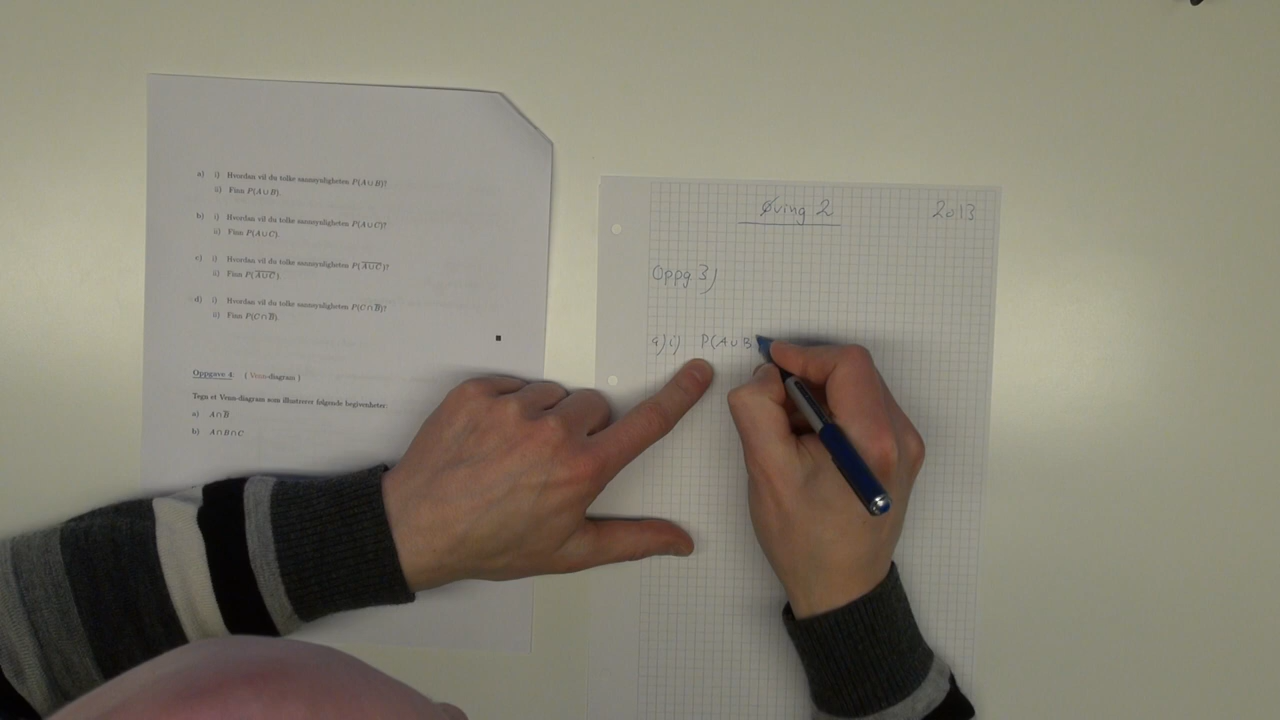 a) i) Hvordan vil du tolke sannsynligheten P(A∪B)?
ii) Finn P(A∪B).
b) i) Hvordan vil du tolke sannsynligheten P(A∪C)?
ii) Finn P(A∪C).
c) i) Hvordan vil du tolke sannsynligheten P(A̅∪̅C̅)?
ii) Finn P(A̅∪̅C̅).
d) i) Hvordan vil du tolke sannsynligheten P(C∩B̅)?
ii) Finn P(C∩B̅).
Oppgave 4. ( Venn-diagram )
Tegn et Venn-diagram som illustrerer følgende begivenheter:
a) A∩B̅
b) A∩B∩C
Øving 2 2013
Oppg 3)
a) i) P(A∪B